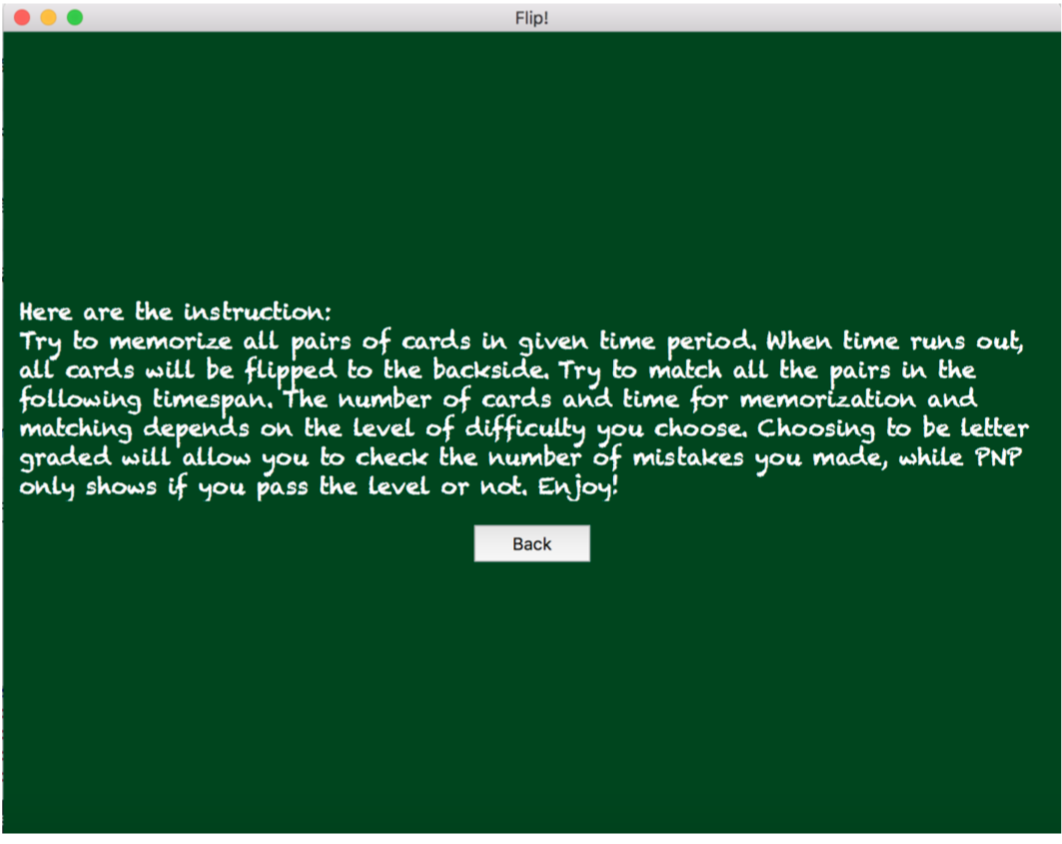 Flip!
Here are the instruction:
Try to memorize all pairs of cards in given time period. When time runs out,
all cards will be flipped to the backside. Try to match all the pairs in the
following timespan. The number of cards and time for memorization and
matching depends on the level of difficulty you choose. Choosing to be letter
graded will allow you to check the number of mistakes you made, while PNP
only shows if you pass the level or not. Enjoy!
Back